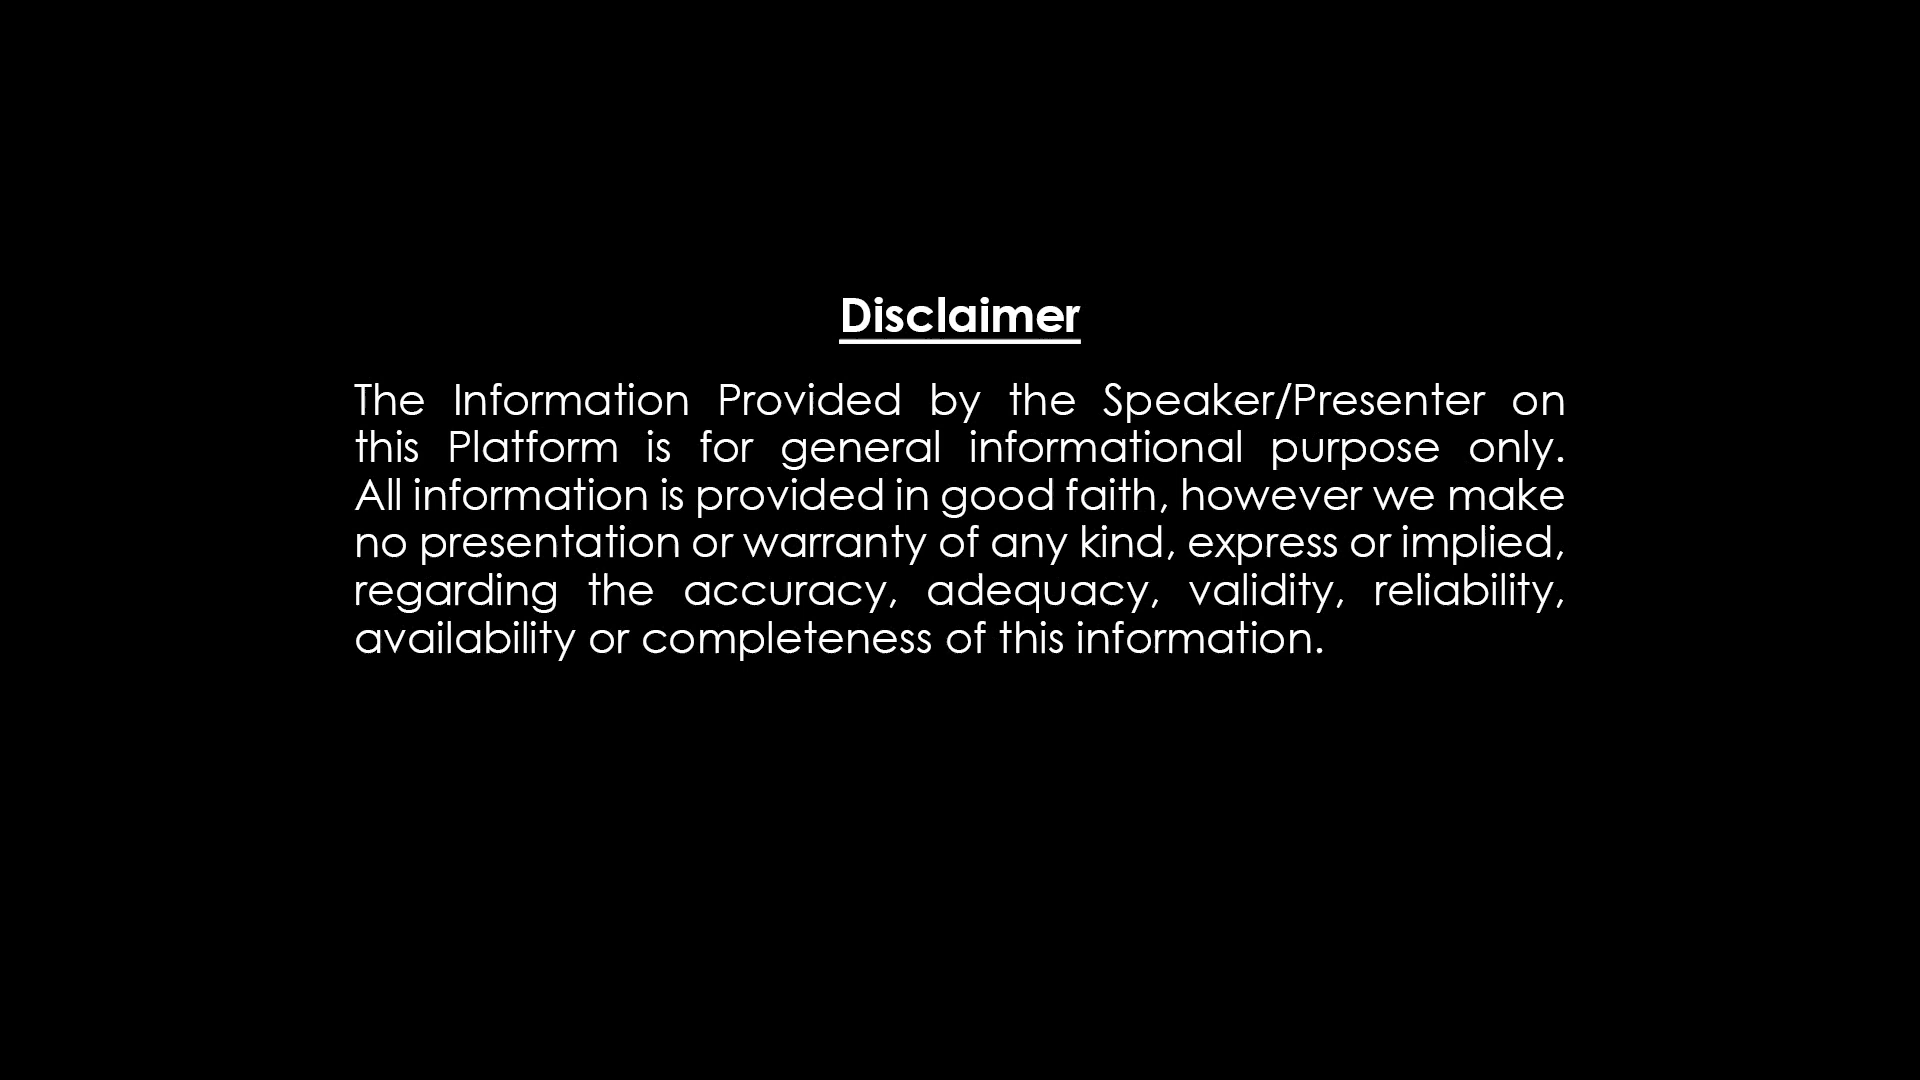 Disclaimer
The Information Provided by the Speaker/Presenter on
this Platform is for general informational purpose only.
All information is provided in good faith, however we make
no presentation or warranty of any kind, express or implied,
regarding the accuracy, adequacy, validity, reliability,
availability or completeness of this information.